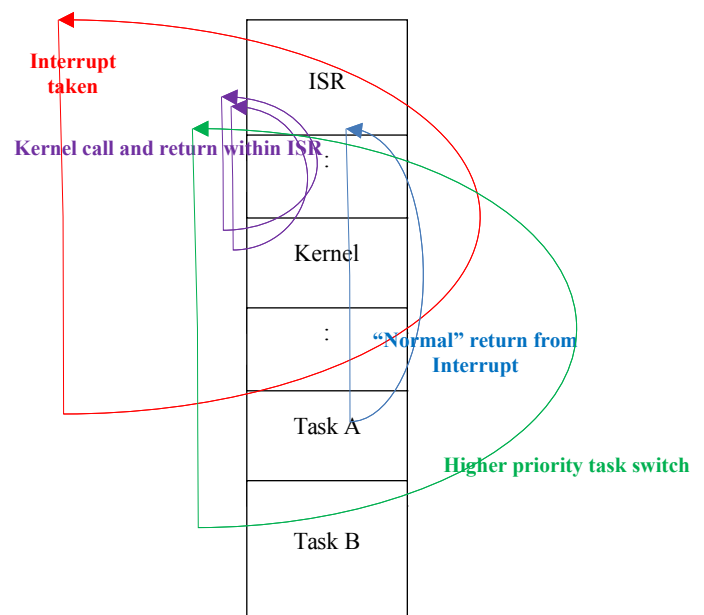 ISR
Interrupt
taken
Kernel call and return within ISR
:
Kernel
:
“Normal” return from
Interrupt
Task A
Higher priority task switch
Task B